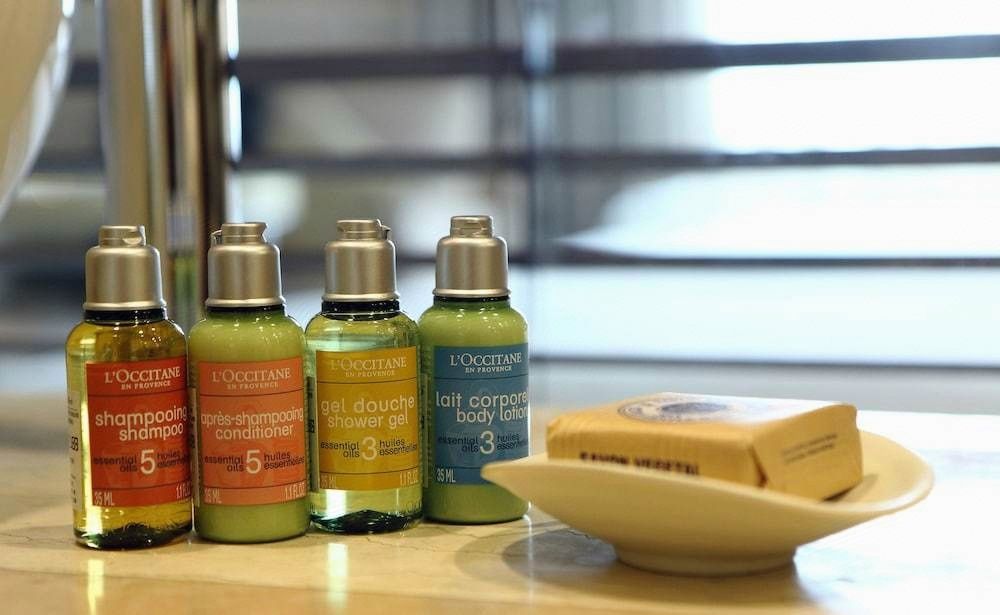 L'OCCITANE
EN PROVENCE
shampooing
shampoo
essential
oils 5 huiles
essentielles
35 ML 1.1 FL
L'OCCITANE
EN PROVENCE
après-shampooing
conditioner
essential
oils 5 huiles
essentielles
35 ML 1.1 FL
L'OCCITANE
EN PROVENCE
gel douche
shower gel
essential
oils 3 huiles
essentielles
35 ML 1.1 FL
L'OCCITANE
EN PROVENCE
lait corporel
body lotion
essential
oils 3 huiles
essentielles
35 ML
SAVON VEGETAL